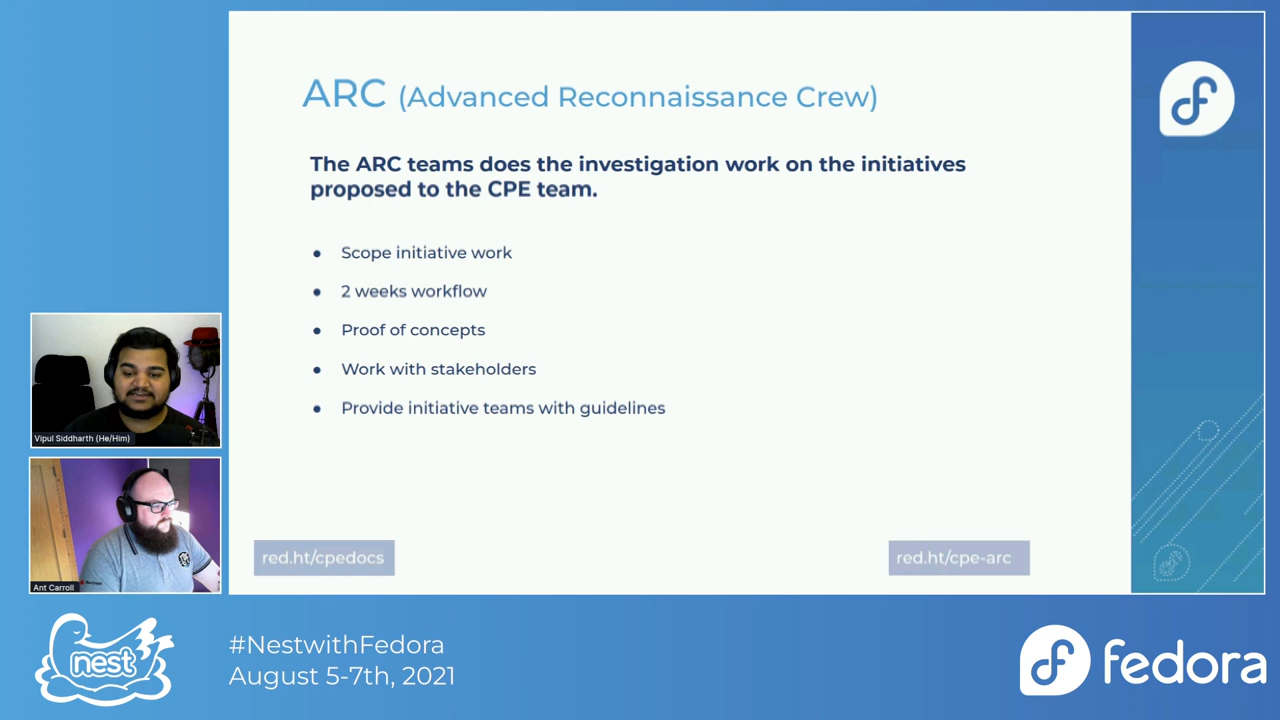 ARC (Advanced Reconnaissance Crew)
The ARC teams does the investigation work on the initiatives
proposed to the CPE team.
● Scope initiative work
● 2 weeks workflow
● Proof of concepts
● Work with stakeholders
● Provide initiative teams with guidelines
red.ht/cpedocs
red.ht/cpe-arc
Vipul Siddharth (He/Him)
Ant Carroll
nest
#NestwithFedora
August 5-7th, 2021
fedora